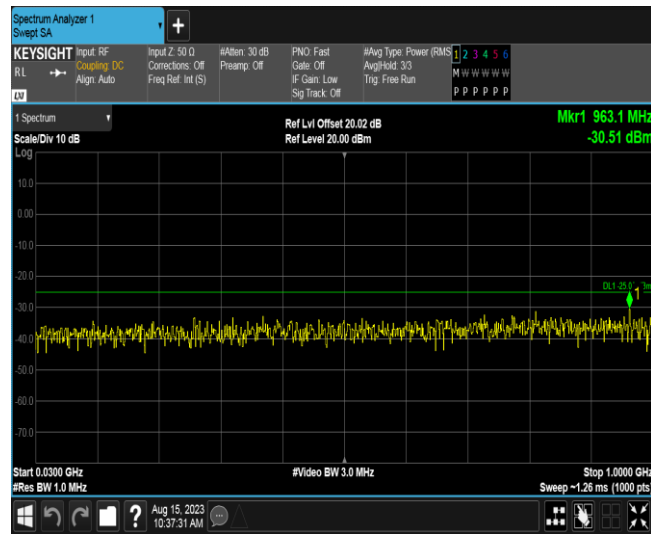 Spectrum Analyzer 1
Swept SA
+
KEYSIGHT
RL
LXI
Input: RF
Coupling: DC
Align: Auto
Input Z: 50 Ω
Corrections: Off
Freq Ref: Int (S)
#Atten: 30 dB
Preamp: Off
PNO: Fast
Gate: Off
IF Gain: Low
Sig Track: Off
#Avg Type: Power (RMS
Avg|Hold: 3/3
Trig: Free Run
1 2 3 4 5 6
M W W W W W
P P P P P P
1 Spectrum
Scale/Div 10 dB
Log
Ref Lvl Offset 20.02 dB
Ref Level 20.00 dBm
Mkr1 963.1 MHz
-30.51 dBm
10.0
0.00
-10.0
-20.0
DL1 -25.0
1
-30.0
-40.0
-50.0
-60.0
-70.0
Start 0.0300 GHz
#Video BW 3.0 MHz
Stop 1.0000 GHz
#Res BW 1.0 MHz
Sweep ~1.26 ms (1000 pts
?
Aug 15, 2023
10:37:31 AM